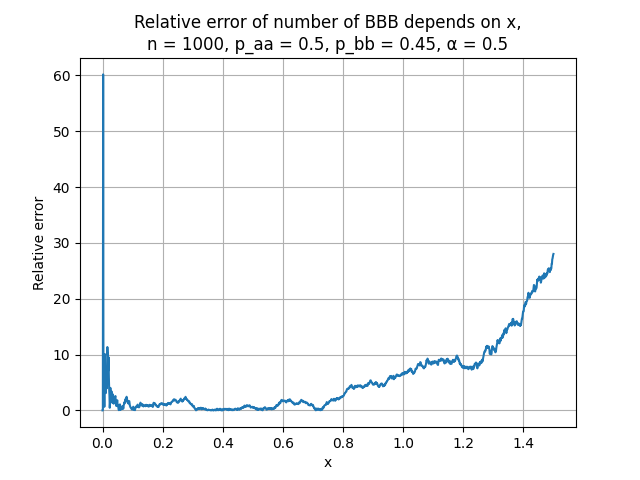 Relative error of number of BBB depends on x,
n = 1000, p_aa = 0.5, p_bb = 0.45, α = 0.5
Relative error
60
50
40
30
20
10
0
0.0 0.2 0.4 0.6 0.8 1.0 1.2 1.4
x